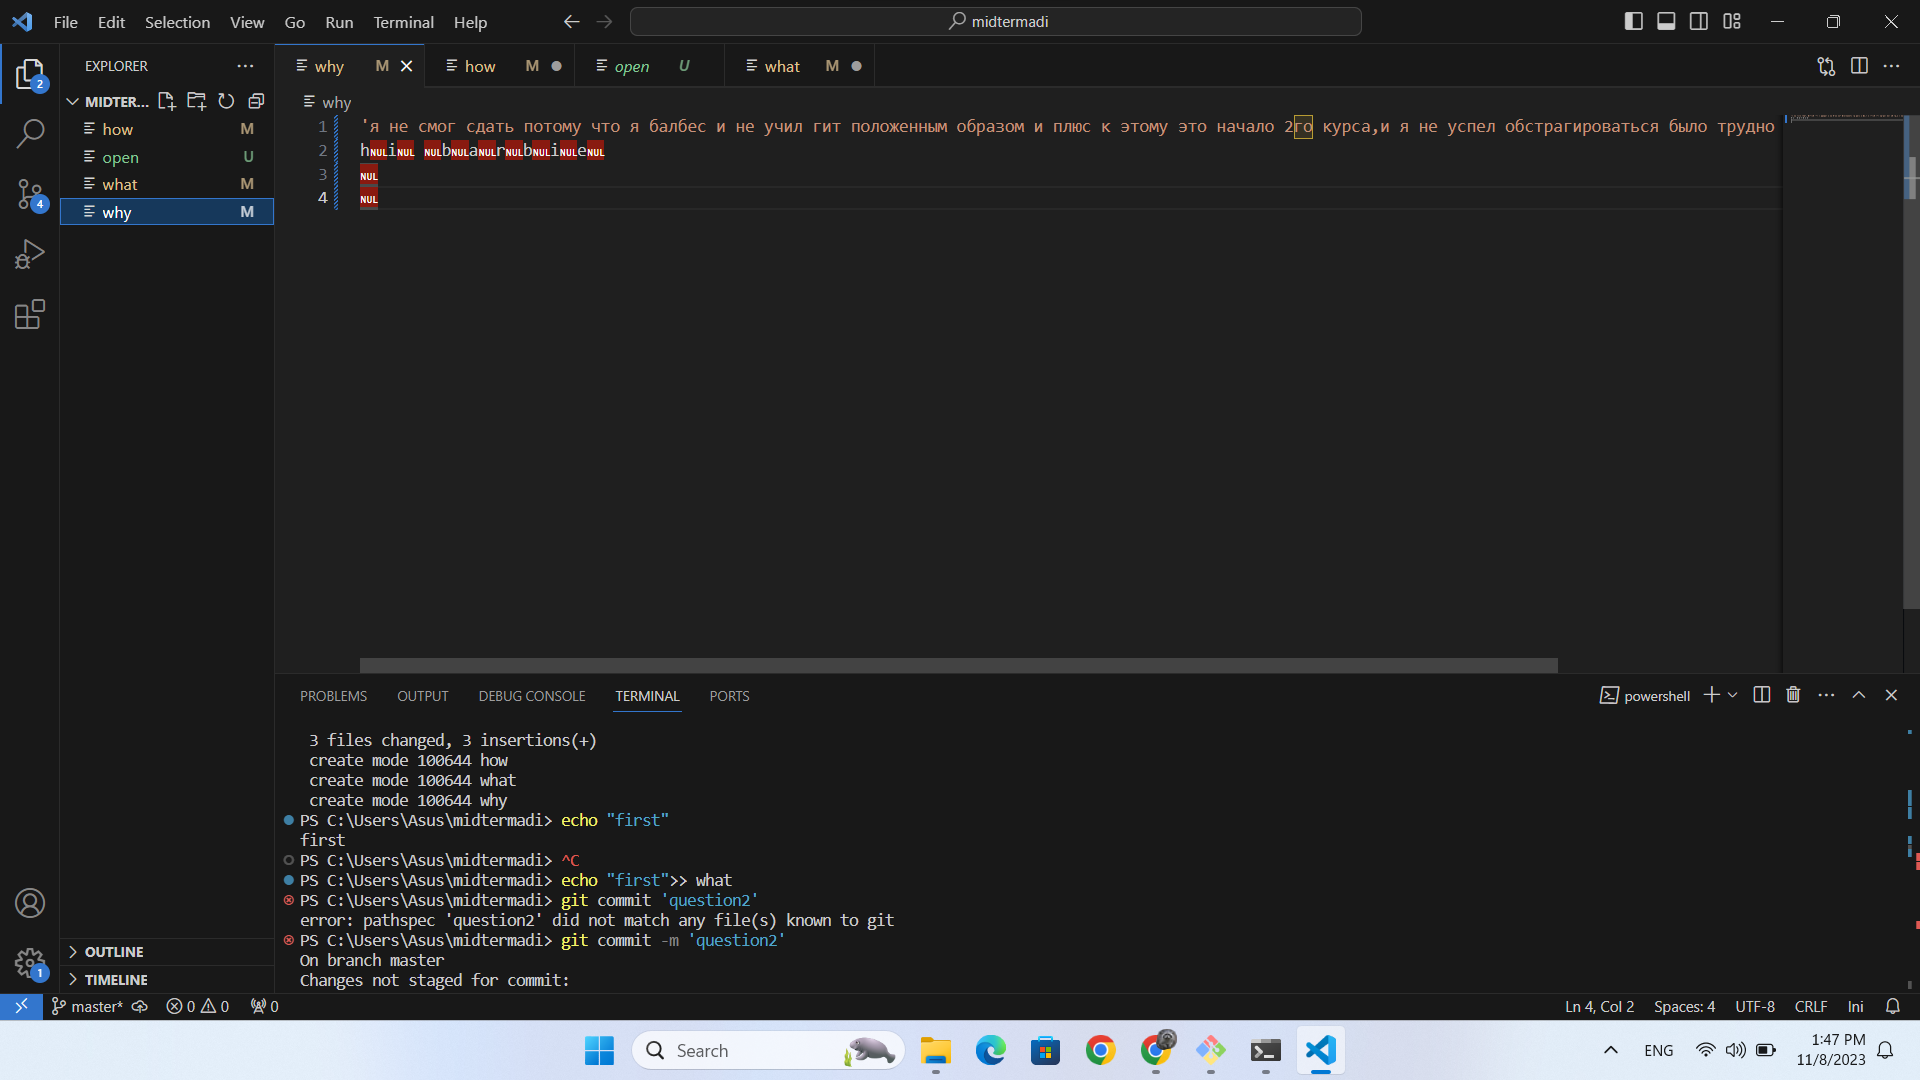 File Edit Selection View Go Run Terminal Help
midtermadi
EXPLORER
why M
how M
open U
what M
2
MIDTER...
why
how M
open U
what M
why M
4
1 'я не смог сдать потому что я балбес и не учил гит положенным образом и плюс к этому это начало 2го курса,и я не успел обстрагироваться было трудно
2 hNULiNUL NULbNULaNULrNULbNULiNULeNUL
3 NUL
4 NUL
PROBLEMS OUTPUT DEBUG CONSOLE TERMINAL PORTS
powershell
3 files changed, 3 insertions(+)
create mode 100644 how
create mode 100644 what
create mode 100644 why
PS C:\Users\Asus\midtermadi> echo "first"
first
PS C:\Users\Asus\midtermadi> ^C
PS C:\Users\Asus\midtermadi> echo "first">> what
PS C:\Users\Asus\midtermadi> git commit 'question2'
error: pathspec 'question2' did not match any file(s) known to git
PS C:\Users\Asus\midtermadi> git commit -m 'question2'
On branch master
Changes not staged for commit:
1
OUTLINE
TIMELINE
master* 0 0 0
Ln 4, Col 2 Spaces: 4 UTF-8 CRLF Ini
Search
ENG
1:47 PM
11/8/2023